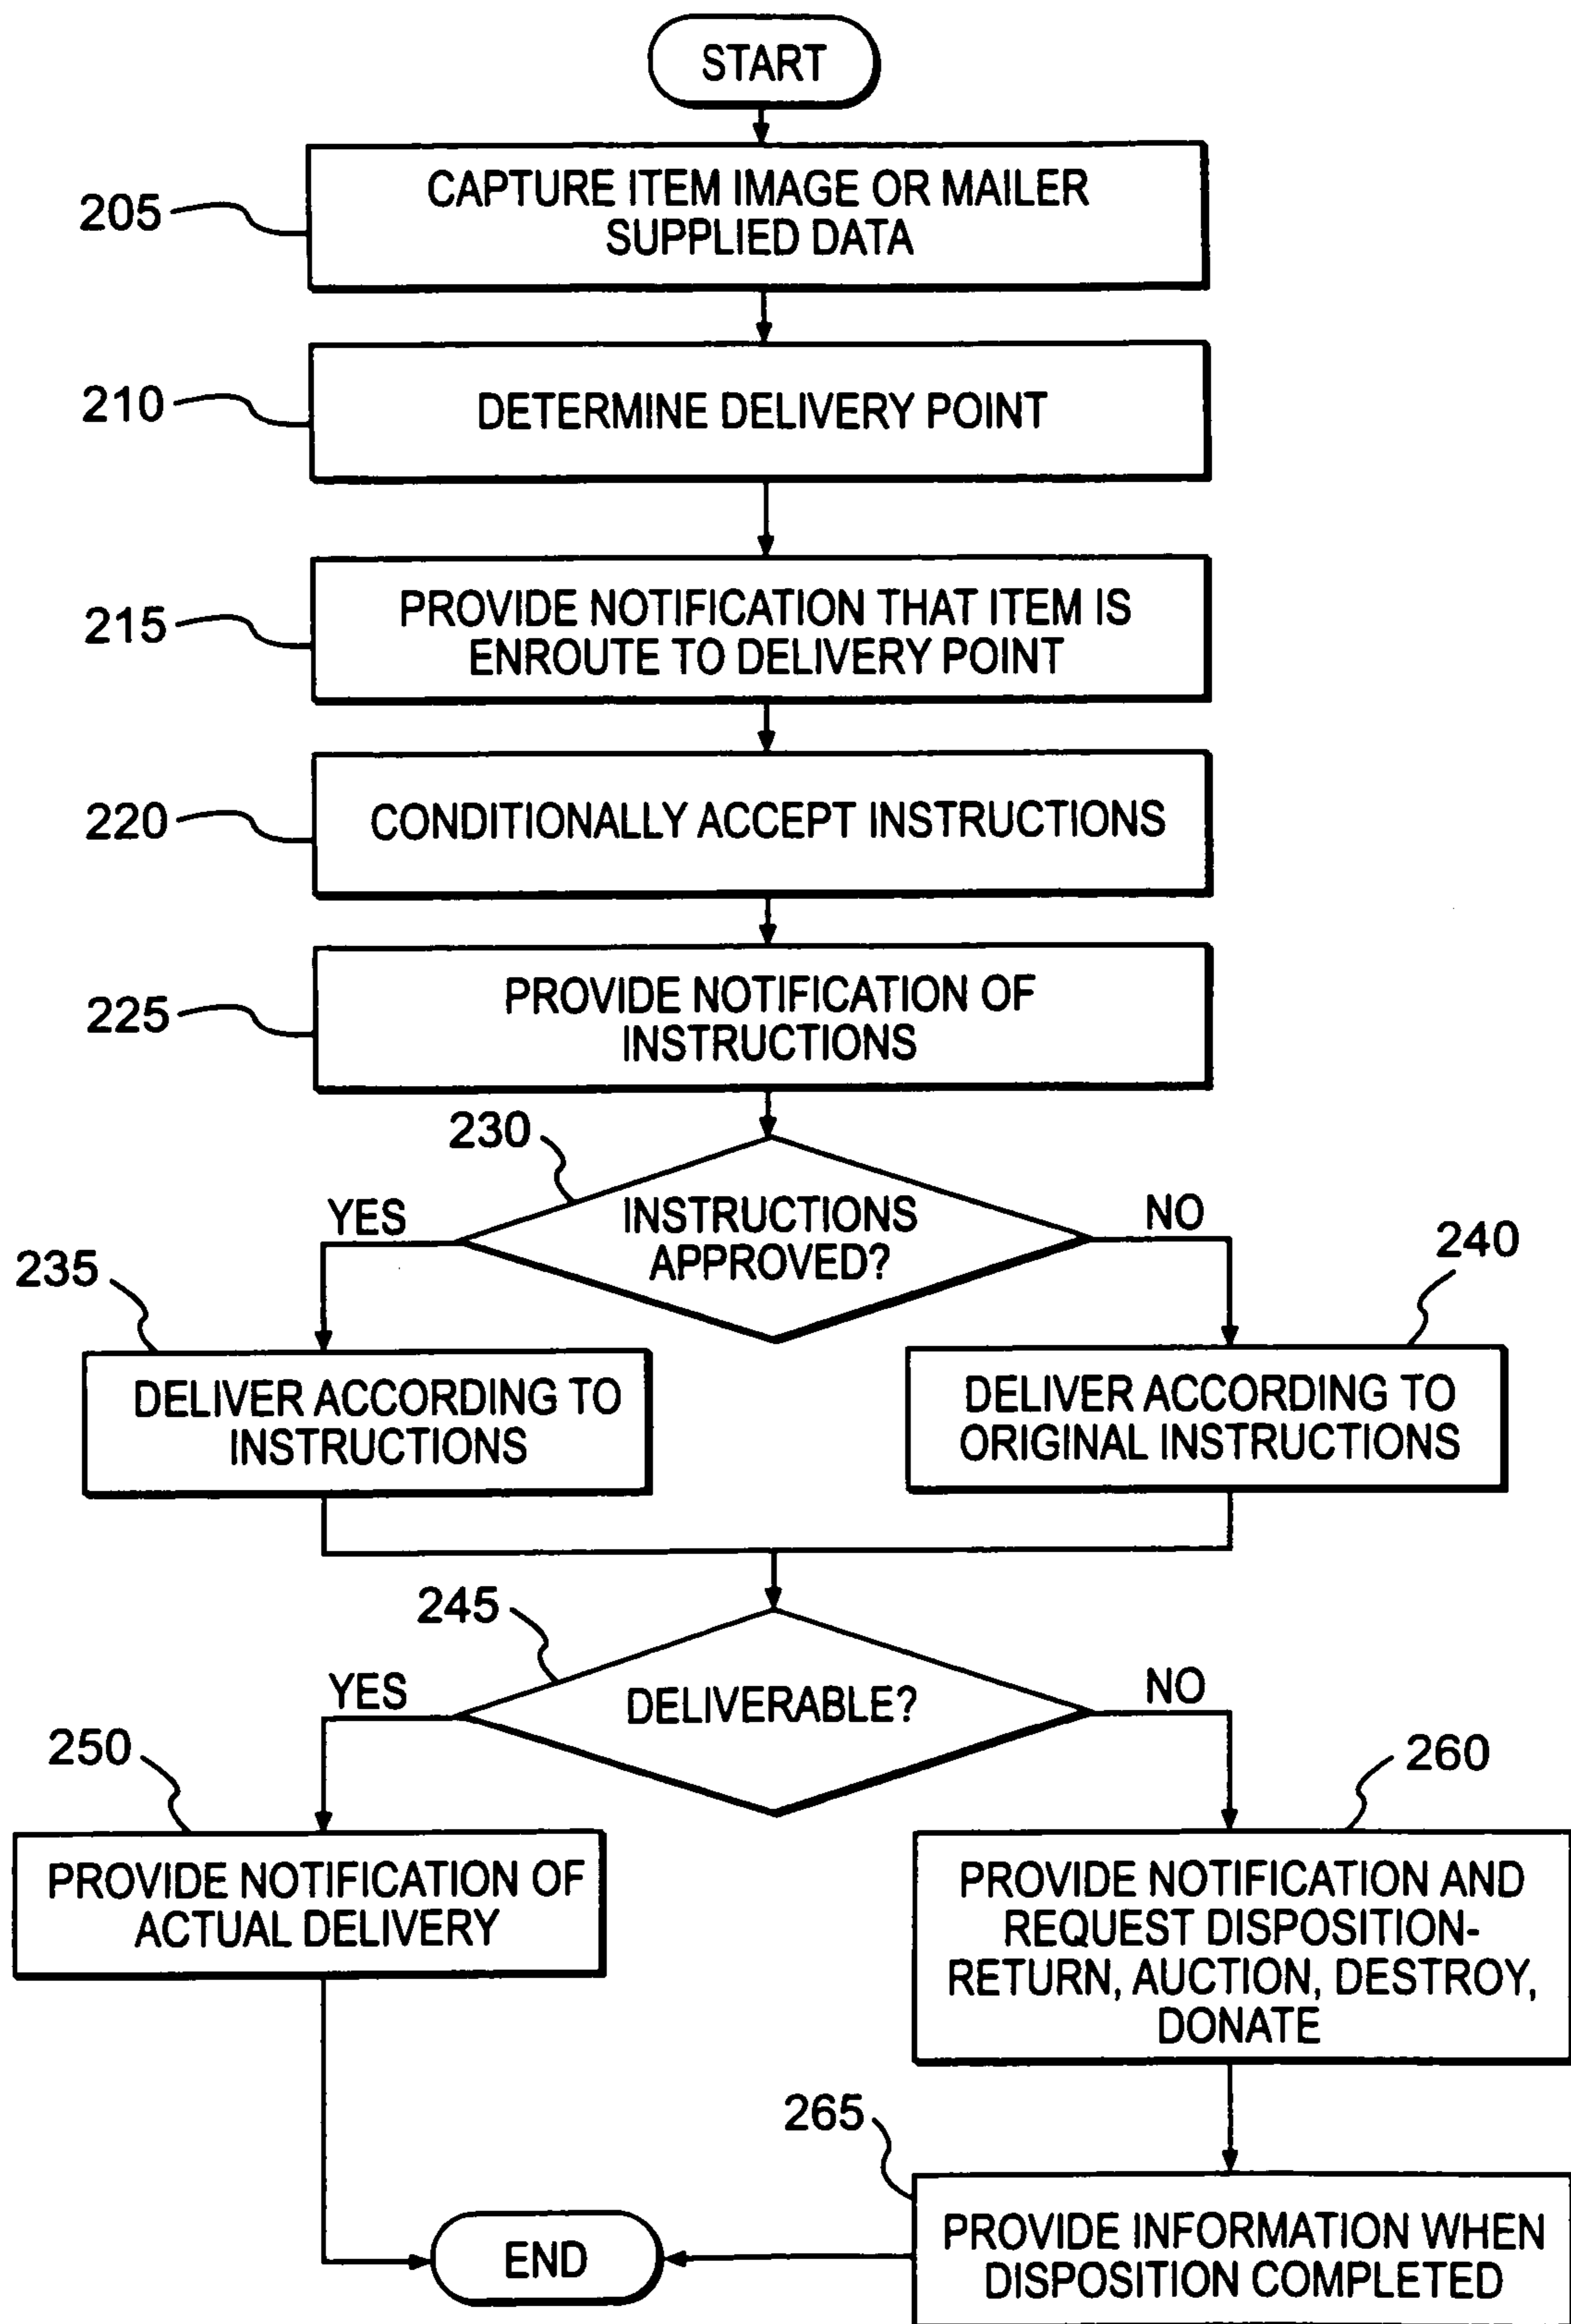 START
205
CAPTURE ITEM IMAGE OR MAILER
SUPPLIED DATA
210
DETERMINE DELIVERY POINT
215
PROVIDE NOTIFICATION THAT ITEM IS
ENROUTE TO DELIVERY POINT
220
CONDITIONALLY ACCEPT INSTRUCTIONS
225
PROVIDE NOTIFICATION OF
INSTRUCTIONS
230
INSTRUCTIONS
APPROVED?
YES
NO
235
DELIVER ACCORDING TO
INSTRUCTIONS
240
DELIVER ACCORDING TO
ORIGINAL INSTRUCTIONS
245
DELIVERABLE?
YES
NO
250
PROVIDE NOTIFICATION OF
ACTUAL DELIVERY
260
PROVIDE NOTIFICATION AND
REQUEST DISPOSITION-
RETURN, AUCTION, DESTROY,
DONATE
265
PROVIDE INFORMATION WHEN
DISPOSITION COMPLETED
END